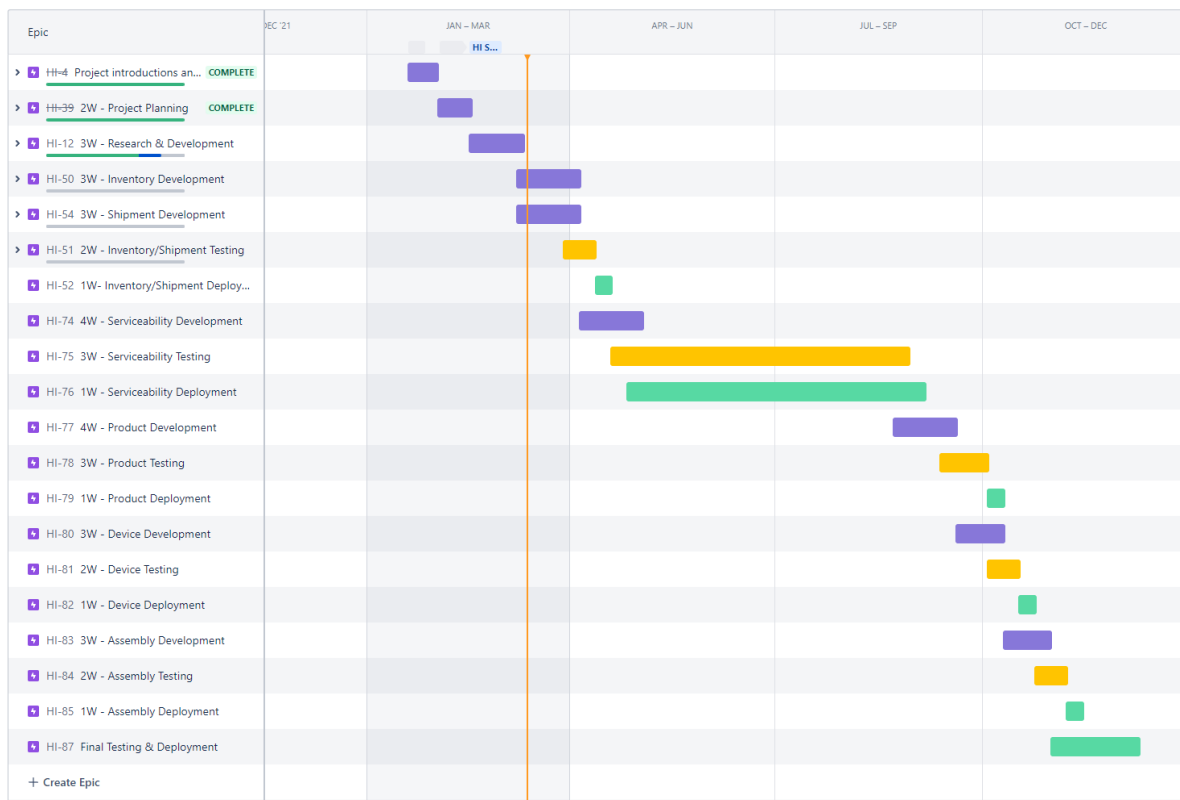 Epic
DEC '21
JAN – MAR
APR – JUN
JUL – SEP
OCT – DEC
HI S...
HI-4 Project introductions an... COMPLETE
HI-39 2W - Project Planning COMPLETE
HI-12 3W - Research & Development
HI-50 3W - Inventory Development
HI-54 3W - Shipment Development
HI-51 2W - Inventory/Shipment Testing
HI-52 1W- Inventory/Shipment Deploy...
HI-74 4W - Serviceability Development
HI-75 3W - Serviceability Testing
HI-76 1W - Serviceability Deployment
HI-77 4W - Product Development
HI-78 3W - Product Testing
HI-79 1W - Product Deployment
HI-80 3W - Device Development
HI-81 2W - Device Testing
HI-82 1W - Device Deployment
HI-83 3W - Assembly Development
HI-84 2W - Assembly Testing
HI-85 1W - Assembly Deployment
HI-87 Final Testing & Deployment
+ Create Epic